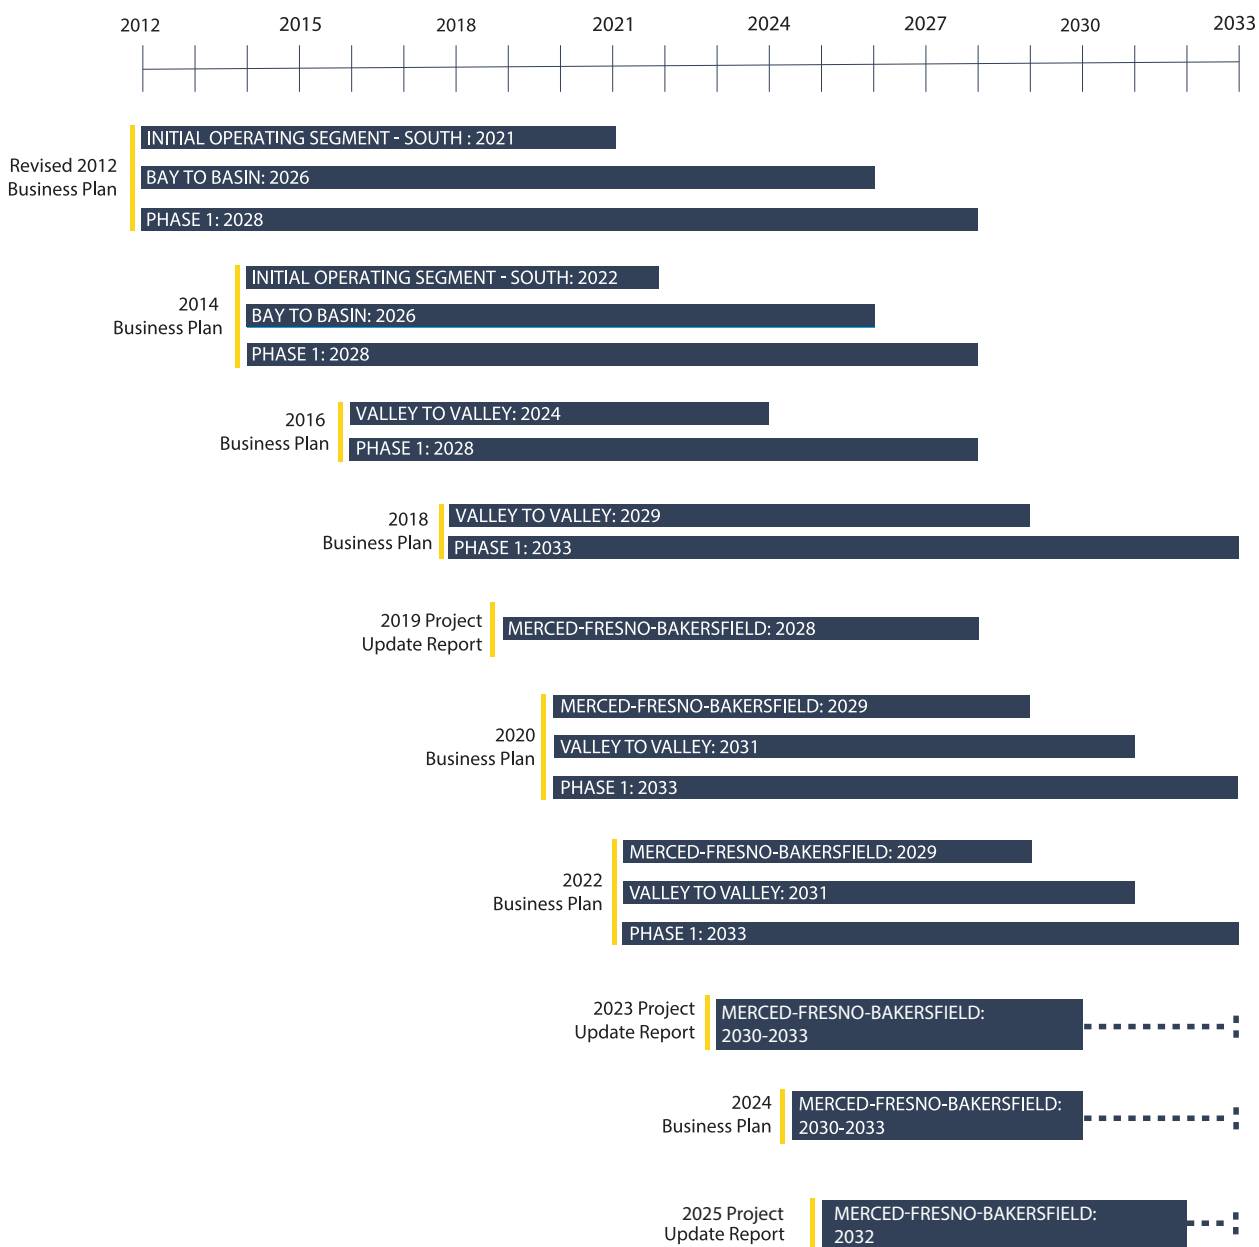 2012 2015 2018 2021 2024 2027 2030 2033
Revised 2012
Business Plan
INITIAL OPERATING SEGMENT - SOUTH : 2021
BAY TO BASIN: 2026
PHASE 1: 2028
2014
Business Plan
INITIAL OPERATING SEGMENT - SOUTH: 2022
BAY TO BASIN: 2026
PHASE 1: 2028
2016
Business Plan
VALLEY TO VALLEY: 2024
PHASE 1: 2028
2018
Business Plan
VALLEY TO VALLEY: 2029
PHASE 1: 2033
2019 Project
Update Report
MERCED-FRESNO-BAKERSFIELD: 2028
2020
Business Plan
MERCED-FRESNO-BAKERSFIELD: 2029
VALLEY TO VALLEY: 2031
PHASE 1: 2033
2022
Business Plan
MERCED-FRESNO-BAKERSFIELD: 2029
VALLEY TO VALLEY: 2031
PHASE 1: 2033
2023 Project
Update Report
MERCED-FRESNO-BAKERSFIELD:
2030-2033
2024
Business Plan
MERCED-FRESNO-BAKERSFIELD:
2030-2033
2025 Project
Update Report
MERCED-FRESNO-BAKERSFIELD:
2032